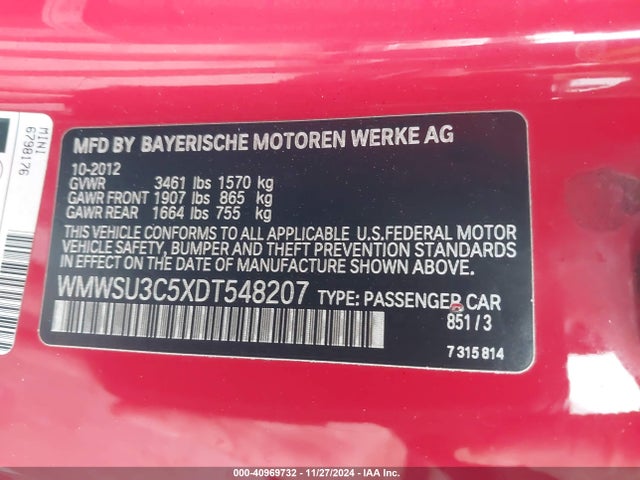 MINI
6798176
MFD BY BAYERISCHE MOTOREN WERKE AG
10-2012
GVWR 3461 lbs 1570 kg
GAWR FRONT 1907 lbs 865 kg
GAWR REAR 1664 lbs 755 kg
THIS VEHICLE CONFORMS TO ALL APPLICABLE U.S.FEDERAL MOTOR
VEHICLE SAFETY, BUMPER AND THEFT PREVENTION STANDARDS
IN EFFECT ON THE DATE OF MANUFACTURE SHOWN ABOVE.
WMWSU3C5XDT548207 TYPE: PASSENGER CAR
851/3
7 315 814
000-40969732 - 11/27/2024 - IAA Inc.